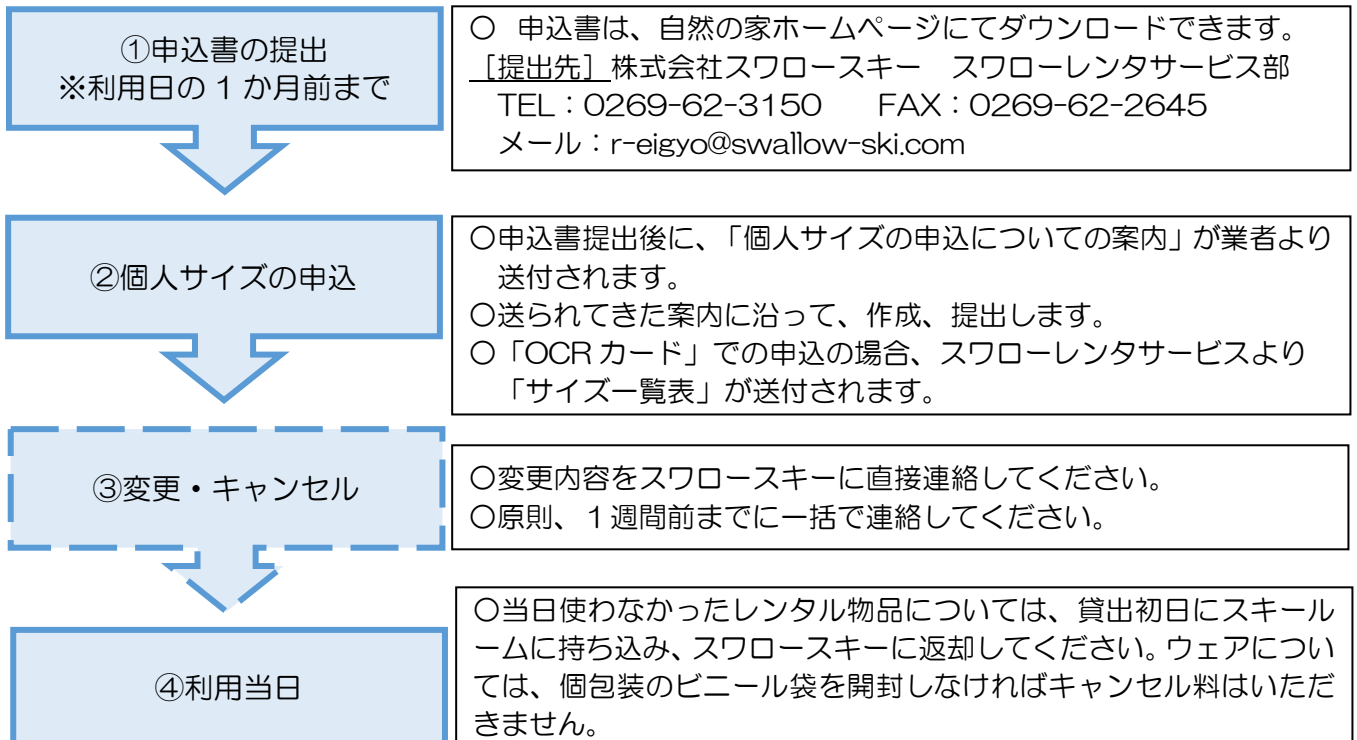 ①申込書の提出
※利用日の 1 か月前まで
〇 申込書は、自然の家ホームページにてダウンロードできます。
［提出先］株式会社スワロースキー　スワローレンタサービス部
TEL：0269-62-3150　　FAX：0269-62-2645
メール：r-eigyo@swallow-ski.com
②個人サイズの申込
〇申込書提出後に、「個人サイズの申込についての案内」が業者より
送付されます。
〇送られてきた案内に沿って、作成、提出します。
〇「OCR カード」での申込の場合、スワローレンタサービスより
「サイズ一覧表」が送付されます。
③変更・キャンセル
〇変更内容をスワロースキーに直接連絡してください。
〇原則、1 週間前までに一括で連絡してください。
④利用当日
〇当日使わなかったレンタル物品については、貸出初日にスキール
ームに持ち込み、スワロースキーに返却してください。ウェアについ
ては、個包装のビニール袋を開封しなければキャンセル料はいただ
きません。